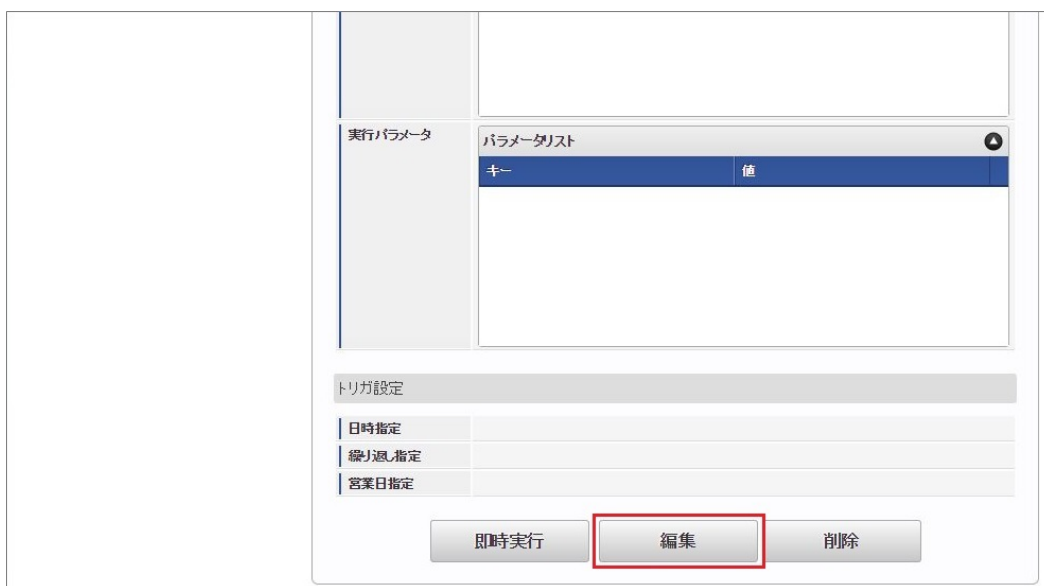 実行パラメータ
パラメータリスト
キー 値
トリガ設定
日時指定
繰り返し指定
営業日指定
即時実行 編集 削除